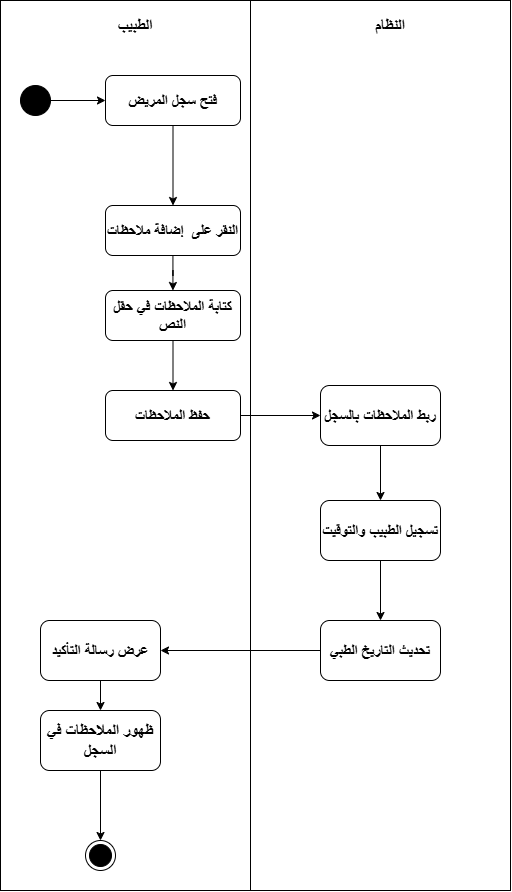 الطبيب
النظام
فتح سجل المريض
النقر على إضافة ملاحظات
كتابة الملاحظات في حقل
النص
حفظ الملاحظات
ربط الملاحظات بالسجل
تسجيل الطبيب والتوقيت
تحديث التاريخ الطبي
عرض رسالة التأكيد
ظهور الملاحظات في
السجل